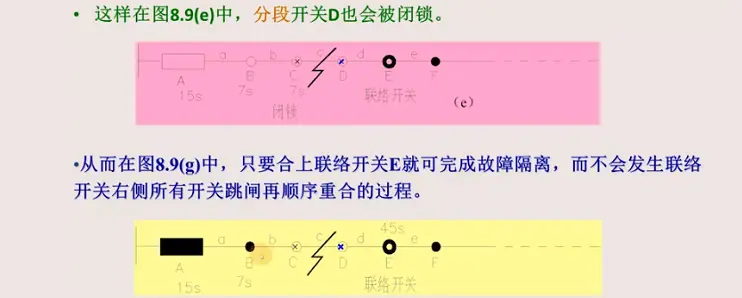 • 这样在图8.9(e)中，分段开关D也会被闭锁。
a b c d e
A B C D E F
15s 7s 7s 联络开关 (e)
闭锁
•从而在图8.9(g)中，只要合上联络开关E就可完成故障隔离，而不会发生联络
开关右侧所有开关跳闸再顺序重合的过程。
45s
a b c d e
A B C D E F
15s 7s 联络开关